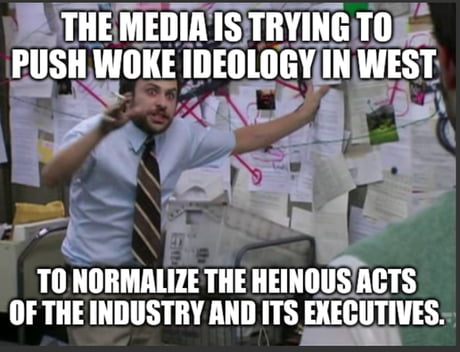 THE MEDIA IS TRYING TO
PUSH WOKE IDEOLOGY IN WEST
TO NORMALIZE THE HEINOUS ACTS
OF THE INDUSTRY AND ITS EXECUTIVES.